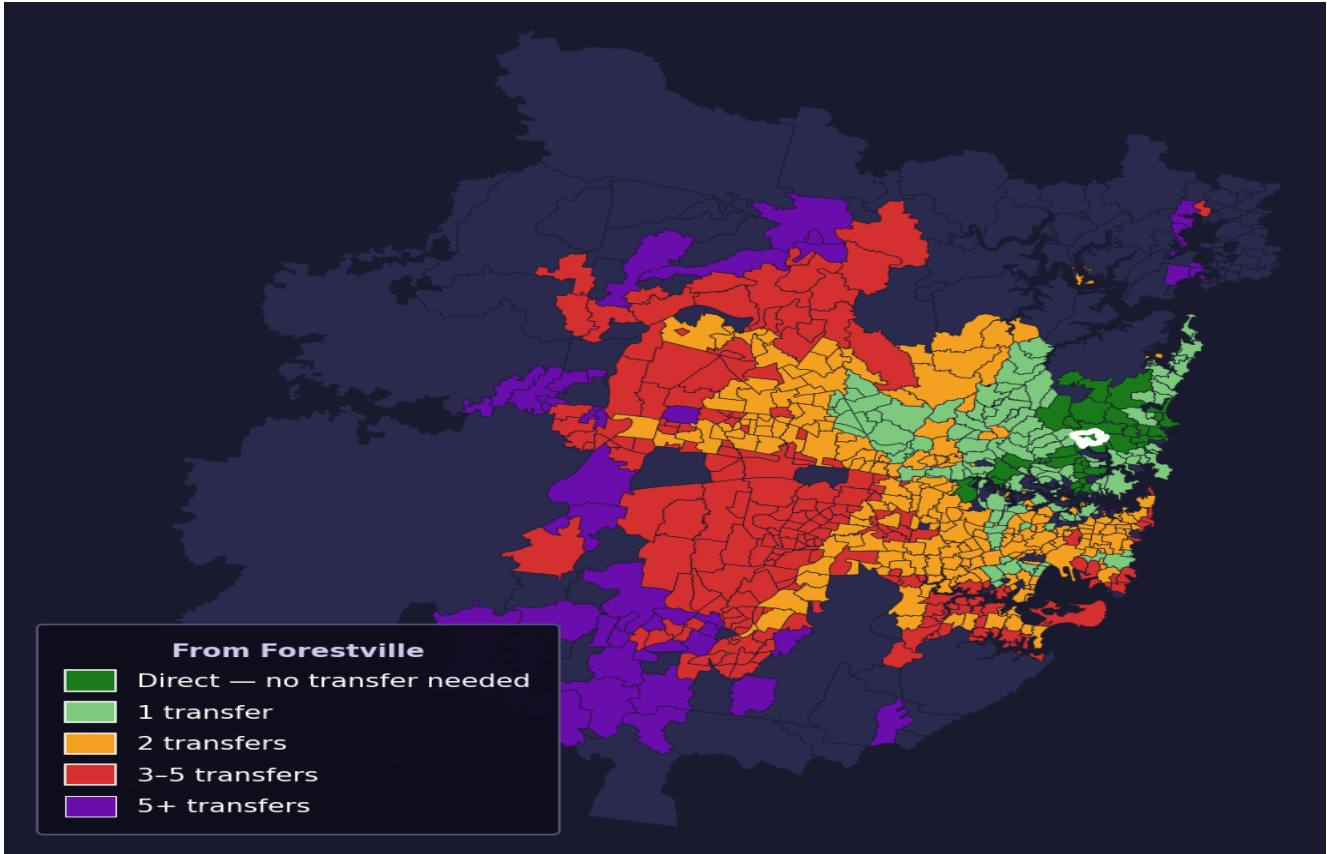 From Forestville
Direct — no transfer needed
1 transfer
2 transfers
3–5 transfers
5+ transfers